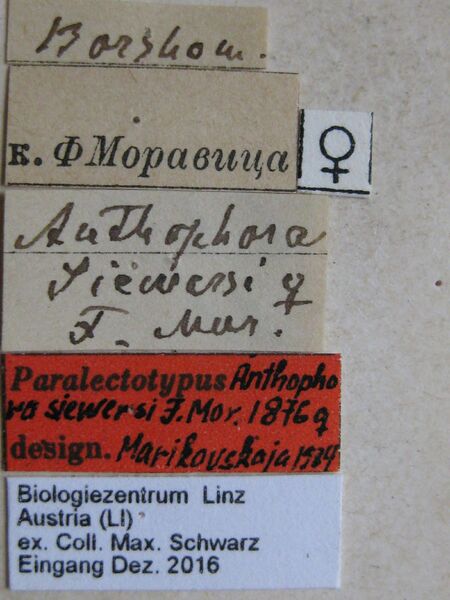 Borshom.
к. Ф Моравица
♀
Anthophora
Siewersi ♀
F. Mor.
Paralectotypus Anthopho
ra siewersi F. Mor. 1876 ♀
design. Marikovskaja
Biologiezentrum Linz
Austria (LI)
ex. Coll. Max. Schwarz
Eingang Dez. 2016